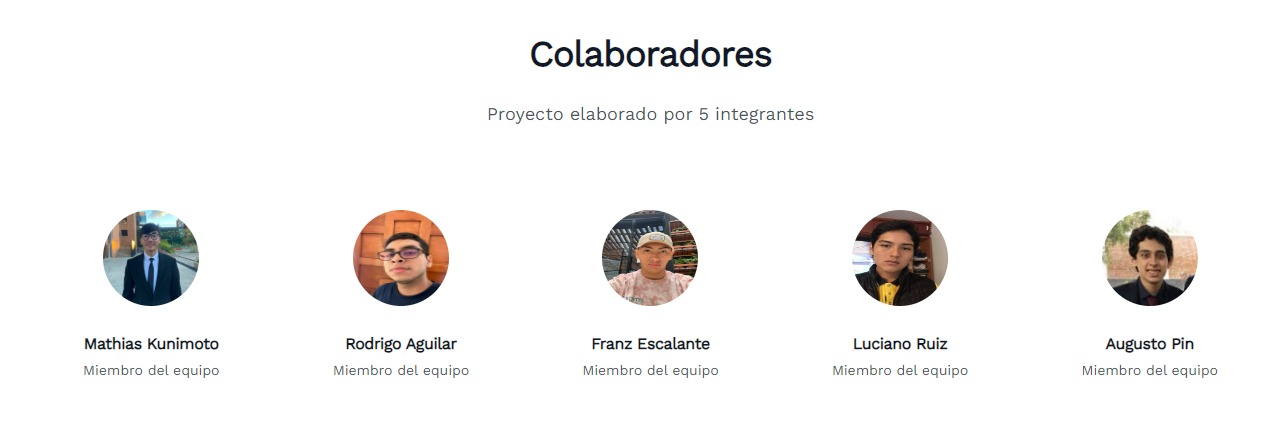 Colaboradores
Proyecto elaborado por 5 integrantes
Mathias Kunimoto
Miembro del equipo
Rodrigo Aguilar
Miembro del equipo
Franz Escalante
Miembro del equipo
Luciano Ruiz
Miembro del equipo
Augusto Pin
Miembro del equipo